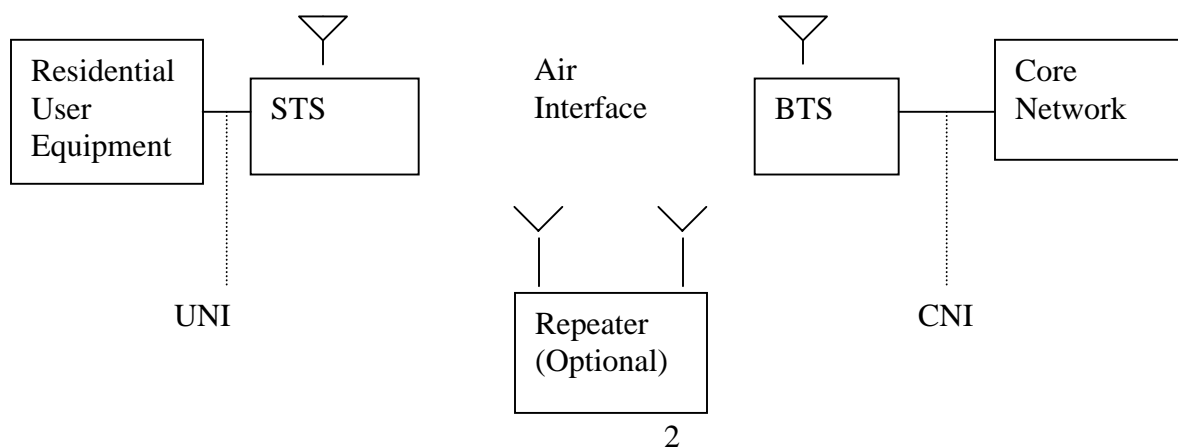 Residential
User
Equipment
STS
Air
Interface
BTS
Core
Network
UNI
Repeater
(Optional)
CNI
2